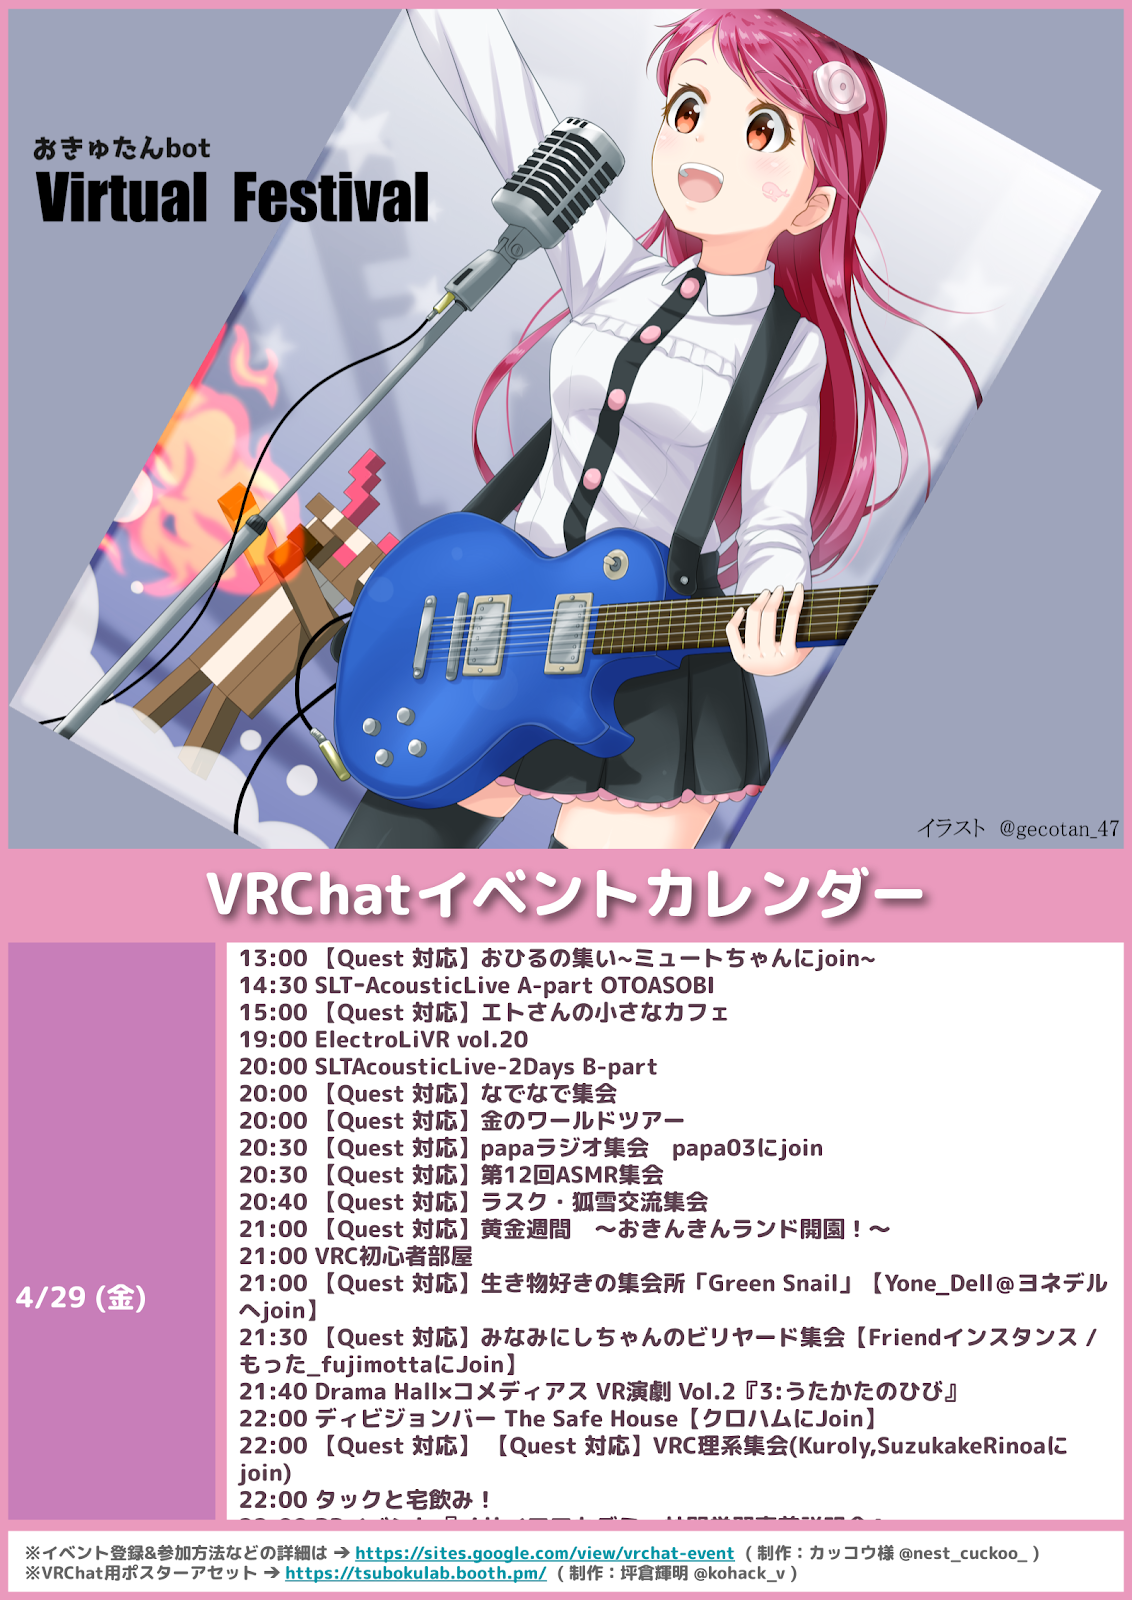 おきゅたんbot
Virtual Festival
イラスト @gecotan_47
VRChatイベントカレンダー
4/29 (金)
13:00 【Quest 対応】おひるの集い~ミュートちゃんにjoin~
14:30 SLT-AcousticLive A-part OTOASOBI
15:00 【Quest 対応】エトさんの小さなカフェ
19:00 ElectroLiVR vol.20
20:00 SLTAcousticLive-2Days B-part
20:00 【Quest 対応】なでなで集会
20:00 【Quest 対応】金のワールドツアー
20:30 【Quest 対応】papaラジオ集会　papa03にjoin
20:30 【Quest 対応】第12回ASMR集会
20:40 【Quest 対応】ラスク・狐雪交流集会
21:00 【Quest 対応】黄金週間　～おきんきんランド開園！～
21:00 VRC初心者部屋
21:00 【Quest 対応】生き物好きの集会所「Green Snail」【Yone_Dell@ヨネデル
へjoin】
21:30 【Quest 対応】みなみにしちゃんのビリヤード集会【Friendインスタンス /
もった_fujimottaにJoin】
21:40 Drama Hall×コメディアス VR演劇 Vol.2『3:うたかたのひび』
22:00 ディビジョンバー The Safe House【クロハムにJoin】
22:00 【Quest 対応】 【Quest 対応】VRC理系集会(Kuroly,SuzukakeRinoaに
join)
22:00 タックと宅飲み！
※イベント登録&参加方法などの詳細は ➔ https://sites.google.com/view/vrchat-event ( 制作：カッコウ様 @nest_cuckoo_ )
※VRChat用ポスターアセット ➔ https://tsubokulab.booth.pm/ ( 制作：坪倉輝明 @kohack_v )